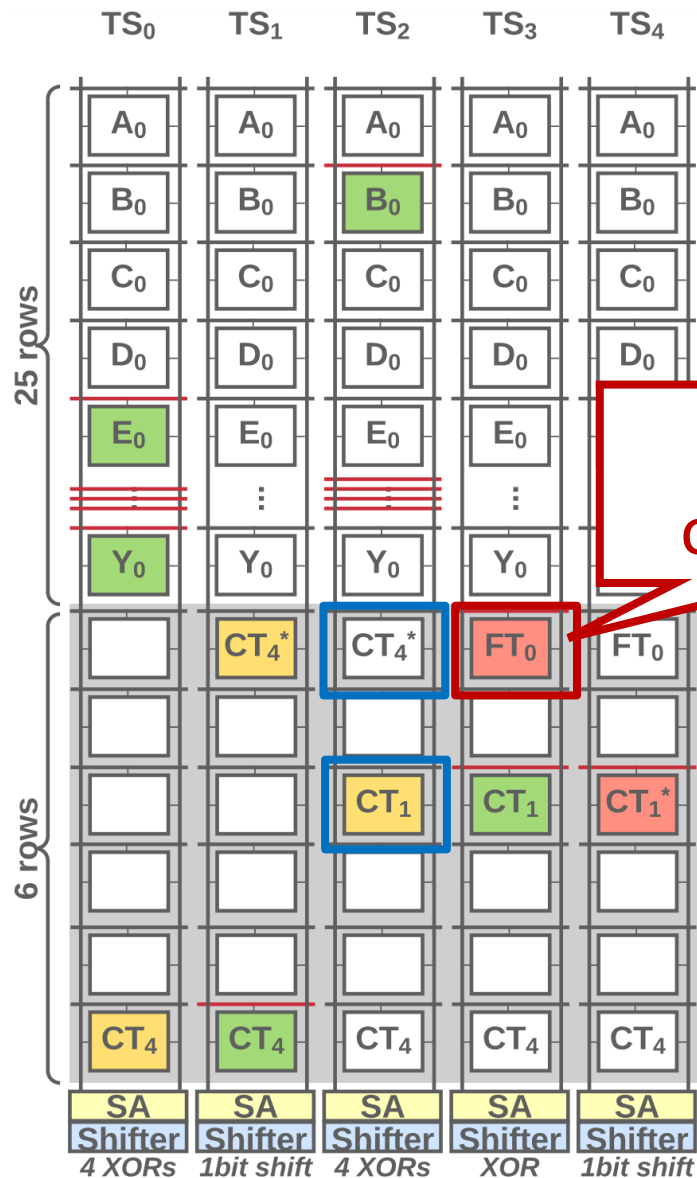 TS0 TS1 TS2 TS3 TS4
A0 A0 A0 A0 A0
B0 B0 B0 B0 B0
C0 C0 C0 C0 C0
D0 D0 D0 D0 D0
25 rows
E0 E0 E0 E0
⋮ ⋮ ⋮ ⋮
Y0 Y0 Y0 Y0
CT4* CT4* FT0 FT0
6 rows
CT1 CT1 CT1*
CT4 CT4 CT4 CT4 CT4
SA SA SA SA SA
Shifter Shifter Shifter Shifter Shifter
4 XORs 1bit shift 4 XORs XOR 1bit shift